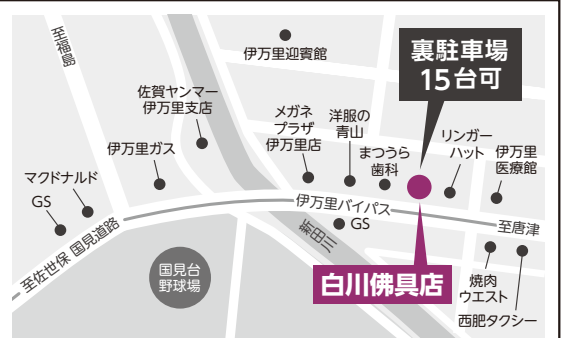 至福島
伊万里迎賓館
裏駐車場
15台可
佐賀ヤンマー
伊万里支店
メガネ
プラザ
伊万里店
洋服の
青山
まつうら
歯科
リンガー
ハット
伊万里
医療館
伊万里ガス
マクドナルド
GS
伊万里バイパス
GS
至唐津
至佐世保 国見道路
新田川
国見台
野球場
白川佛具店
焼肉
ウエスト
西肥タクシー